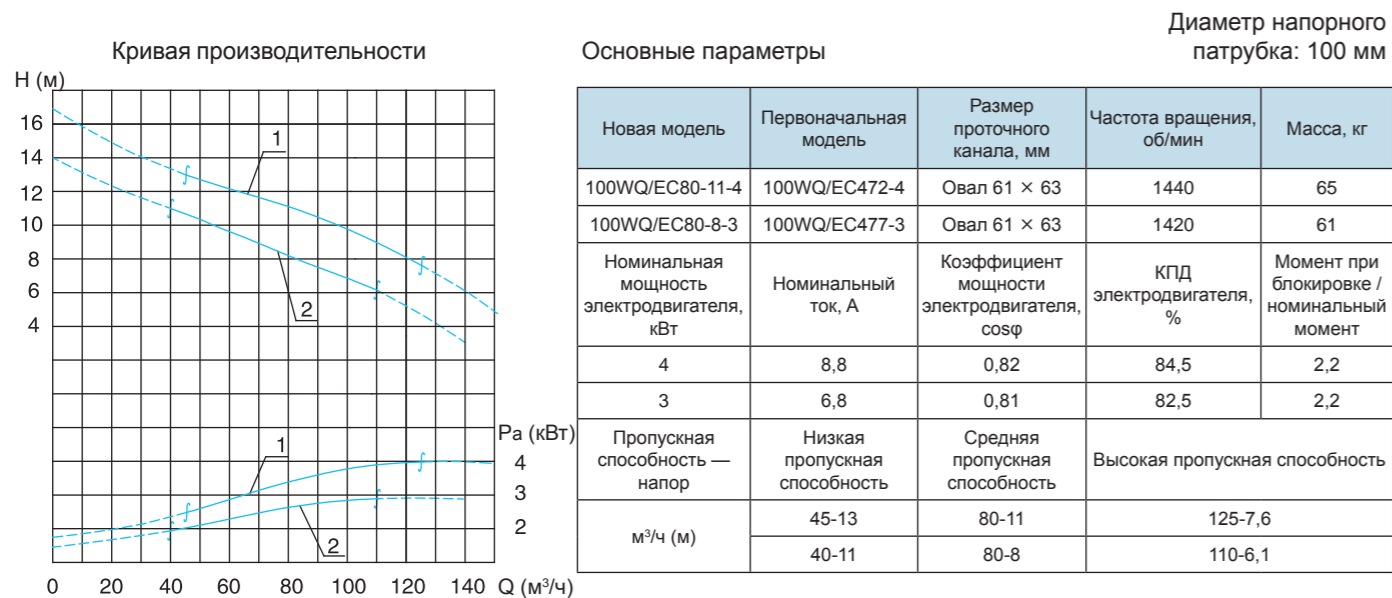 Кривая производительности
H (м)
16
14
12
10
8
6
4
1
2
Pa (кВт)
4
3
2
1
2
0 20 40 60 80 100 120 140 Q (м³/ч)
Основные параметры
Диаметр напорного
патрубка: 100 мм
Новая модель
Первоначальная
модель
Размер
проточного
канала, мм
Частота вращения,
об/мин
Масса, кг
100WQ/EC80-11-4 100WQ/EC472-4 Овал 61 × 63 1440 65
100WQ/EC80-8-3 100WQ/EC477-3 Овал 61 × 63 1420 61
Номинальная
мощность
электродвигателя,
кВт
Номинальный
ток, А
Коэффициент
мощности
электродвигателя,
cosφ
КПД
электродвигателя,
%
Момент при
блокировке /
номинальный
момент
4 8,8 0,82 84,5 2,2
3 6,8 0,81 82,5 2,2
Пропускная
способность —
напор
Низкая
пропускная
способность
Средняя
пропускная
способность
Высокая пропускная способность
м³/ч (м)
45-13 80-11 125-7,6
40-11 80-8 110-6,1